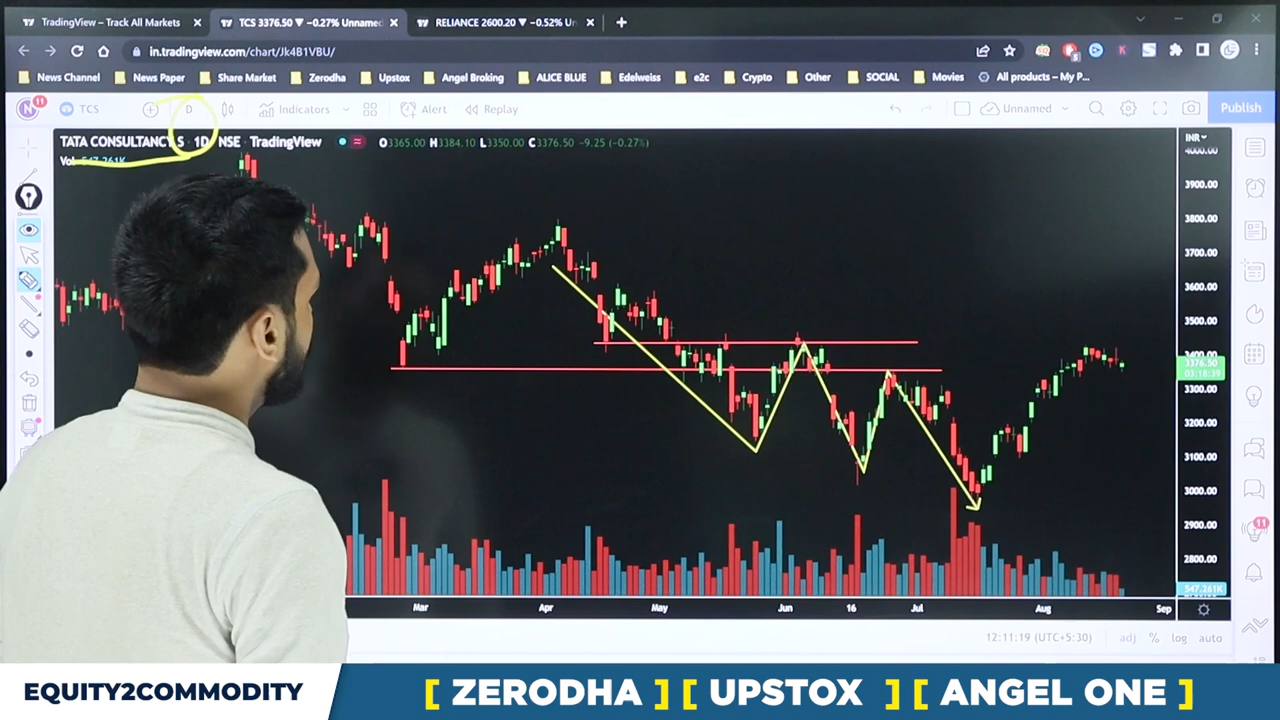 TradingView – Track All Markets
TCS 3376.50 ▼ −0.27% Unnamed
RELIANCE 2600.20 ▼ −0.52% Un
in.tradingview.com/chart/Jk4B1VBU/
News Channel
News Paper
Share Market
Zerodha
Upstox
Angel Broking
ALICE BLUE
Edelweiss
e2c
Crypto
Other
SOCIAL
Movies
All products – My P...
11
TCS
D
Indicators
Alert
Replay
Unnamed
Publish
TATA CONSULTANCY S · 1D · NSE · TradingView
O3365.00 H3384.10 L3350.00 C3376.50 −9.25 (−0.27%)
INR
Vol 547.261K
4000.00
3900.00
3800.00
3700.00
3600.00
3500.00
3400.00
3376.50
03:18:39
3300.00
3200.00
3100.00
3000.00
2900.00
2800.00
547.261K
11
Mar
Apr
May
Jun
16
Jul
Aug
Sep
12:11:19 (UTC+5:30)
adj
%
log
auto
EQUITY2COMMODITY
[ ZERODHA ] [ UPSTOX ] [ ANGEL ONE ]